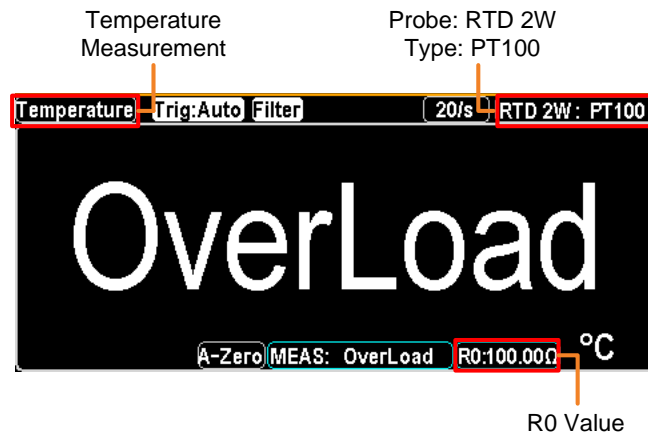 Temperature
Measurement
Probe: RTD 2W
Type: PT100
Temperature Trig:Auto Filter 20/s RTD 2W: PT100
OverLoad
A-Zero MEAS: OverLoad R0:100.00Ω °C
R0 Value